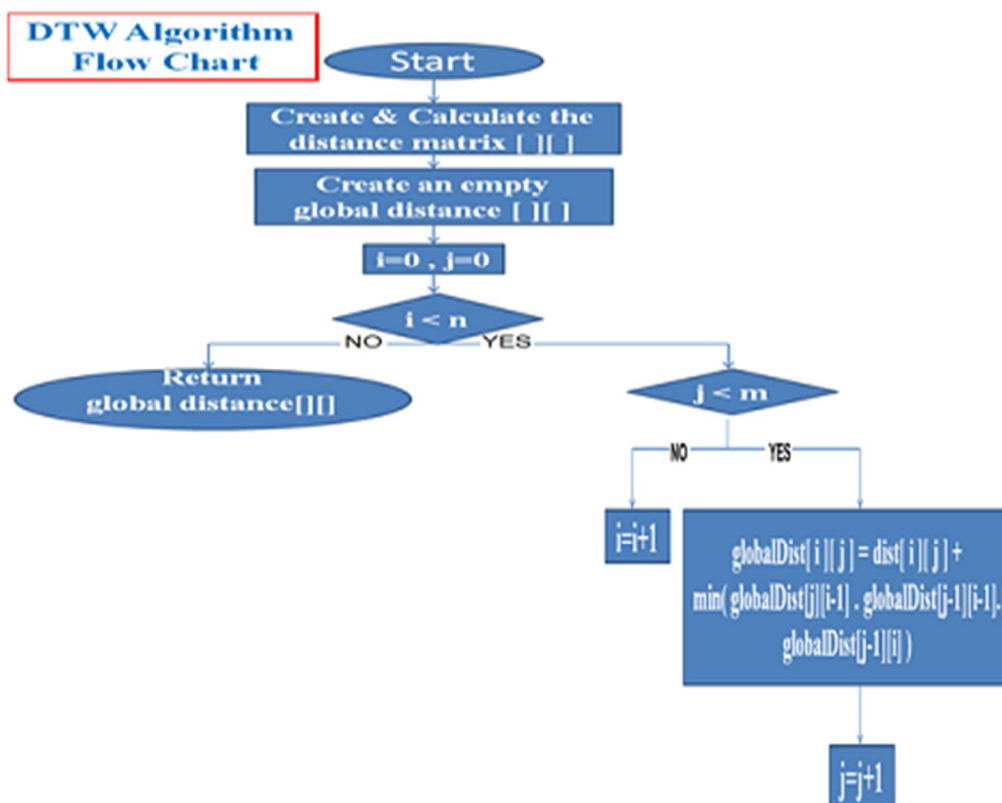 DTW Algorithm
Flow Chart
Start
Create & Calculate the
distance matrix [ ][ ]
Create an empty
global distance [ ][ ]
i=0 , j=0
i < n
NO
YES
Return
global distance[][]
j < m
NO
YES
i=i+1
globalDist[ i ][ j ] = dist[ i ][ j ] +
min( globalDist[j][i-1] . globalDist[j-1][i-1].
globalDist[j-1][i] )
j=j+1